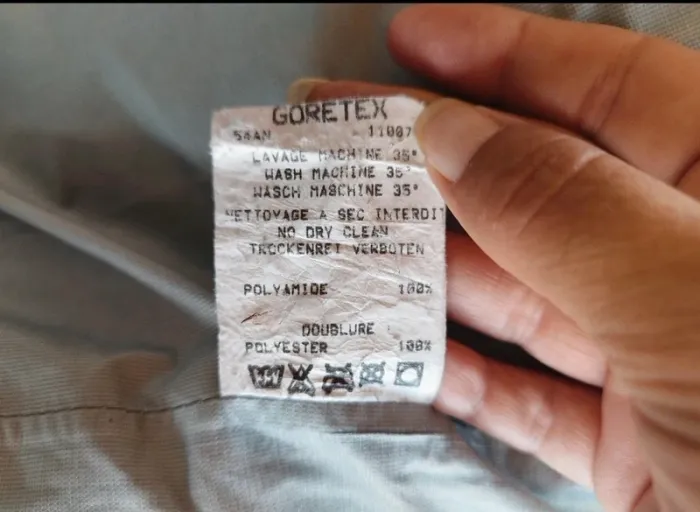 GORETEX
54AN 11007
LAVAGE MACHINE 35°
WASH MACHINE 35°
WASCH MASCHINE 35°
NETTOYAGE A SEC INTERDIT
NO DRY CLEAN
TROCKENREI VERBOTEN
POLYAMIDE 100%
DOUBLURE
POLYESTER 100%